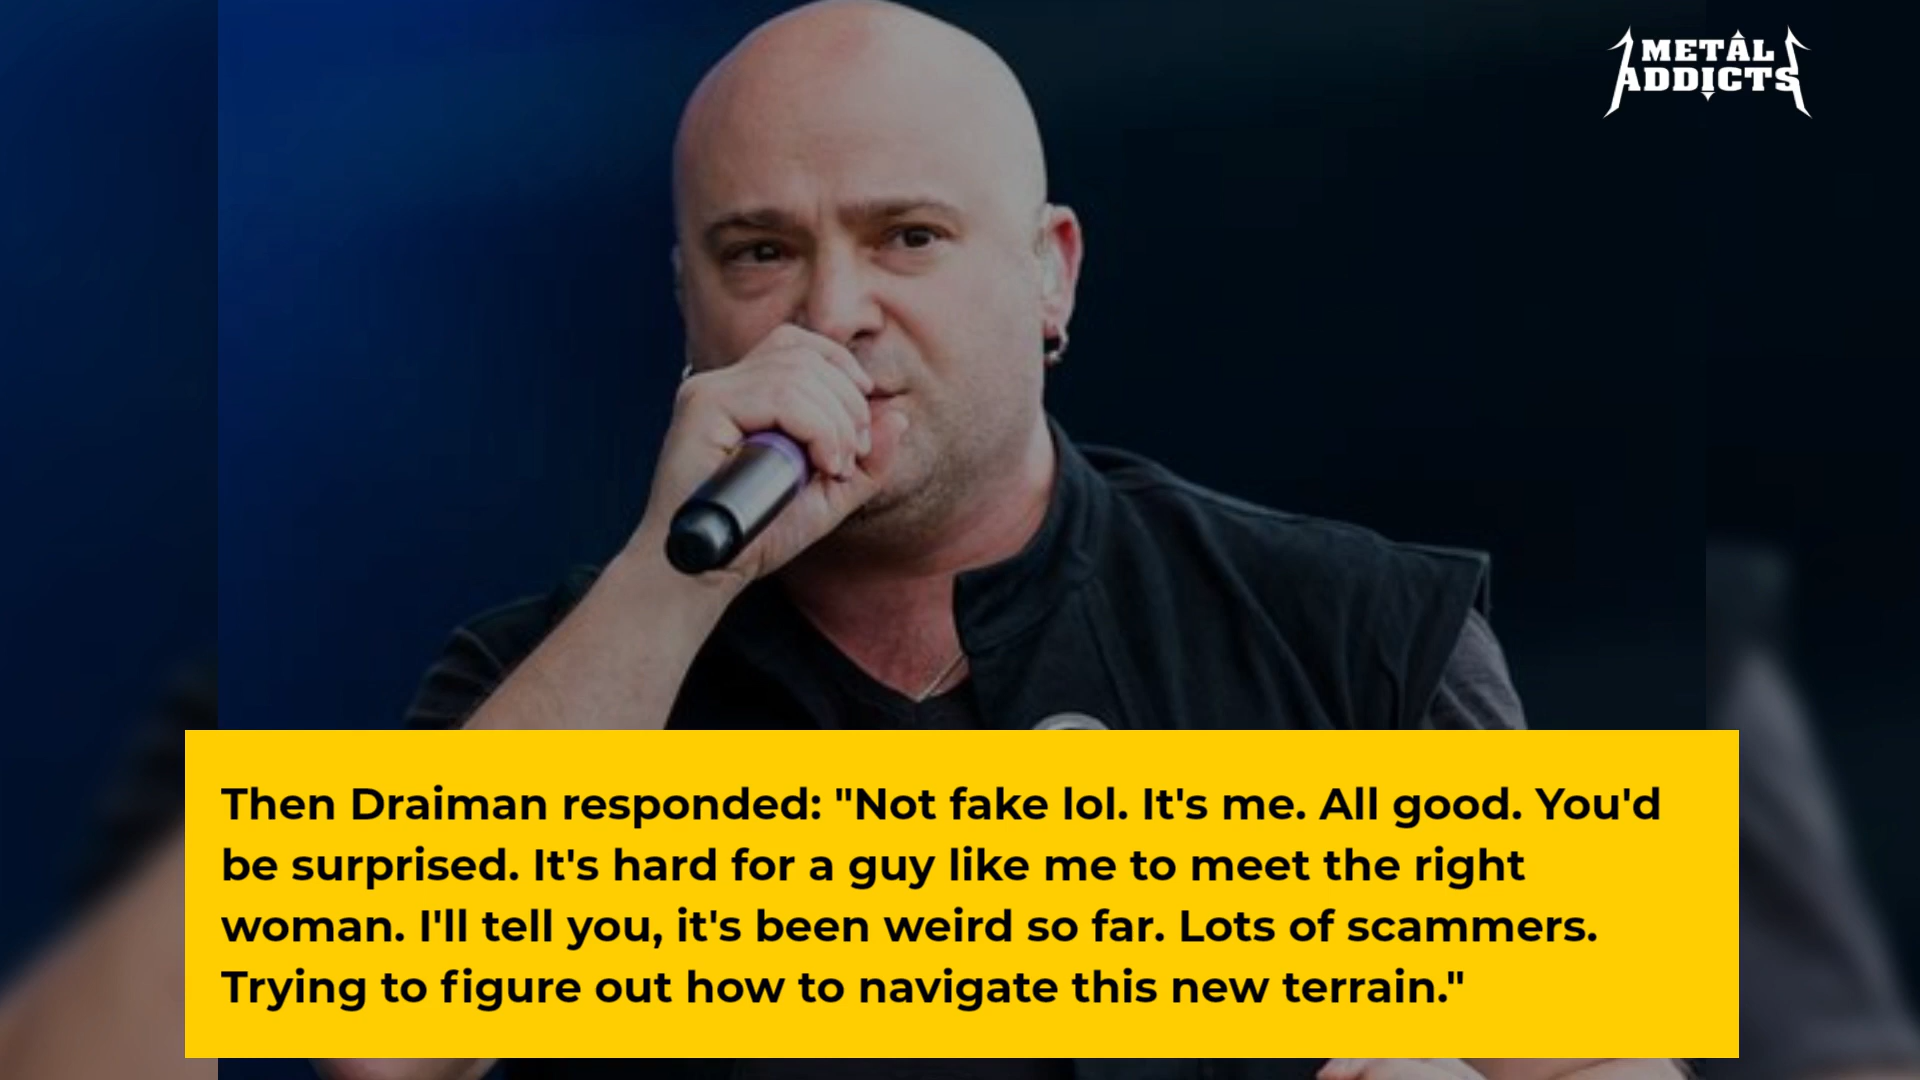 METAL
ADDICTS
Then Draiman responded: "Not fake lol. It's me. All good. You'd
be surprised. It's hard for a guy like me to meet the right
woman. I'll tell you, it's been weird so far. Lots of scammers.
Trying to figure out how to navigate this new terrain."